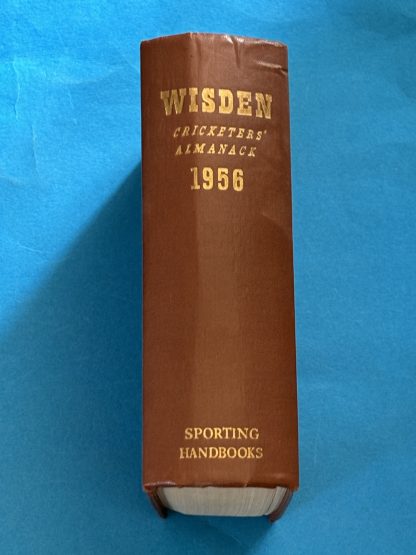 WISDEN
CRICKETERS'
ALMANACK
1956
SPORTING
HANDBOOKS